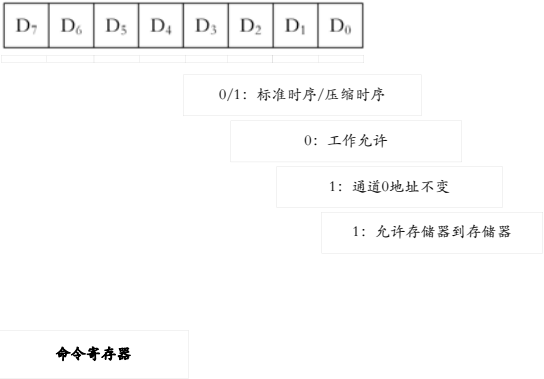 D₇ D₆ D₅ D₄ D₃ D₂ D₁ D₀
0/1：标准时序/压缩时序
0：工作允许
1：通道0地址不变
1：允许存储器到存储器
命令寄存器